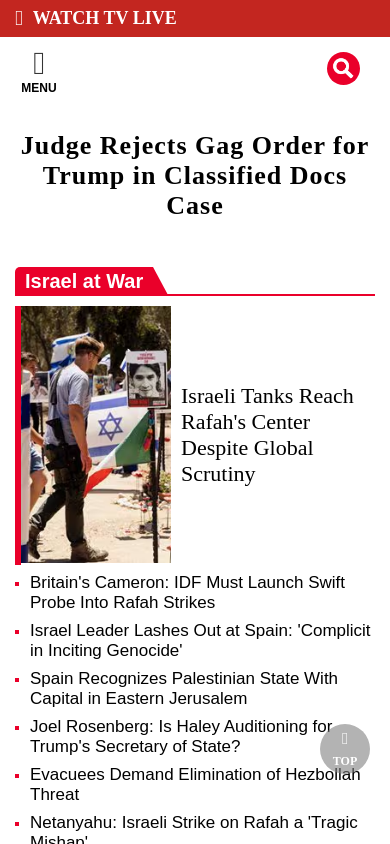 WATCH TV LIVE
MENU
Judge Rejects Gag Order for
Trump in Classified Docs
Case
Israel at War
Israeli Tanks Reach
Rafah's Center
Despite Global
Scrutiny
Britain's Cameron: IDF Must Launch Swift
Probe Into Rafah Strikes
Israel Leader Lashes Out at Spain: 'Complicit
in Inciting Genocide'
Spain Recognizes Palestinian State With
Capital in Eastern Jerusalem
Joel Rosenberg: Is Haley Auditioning for
Trump's Secretary of State?
TOP
Evacuees Demand Elimination of Hezbollah
Threat
Netanyahu: Israeli Strike on Rafah a 'Tragic
Mishap'